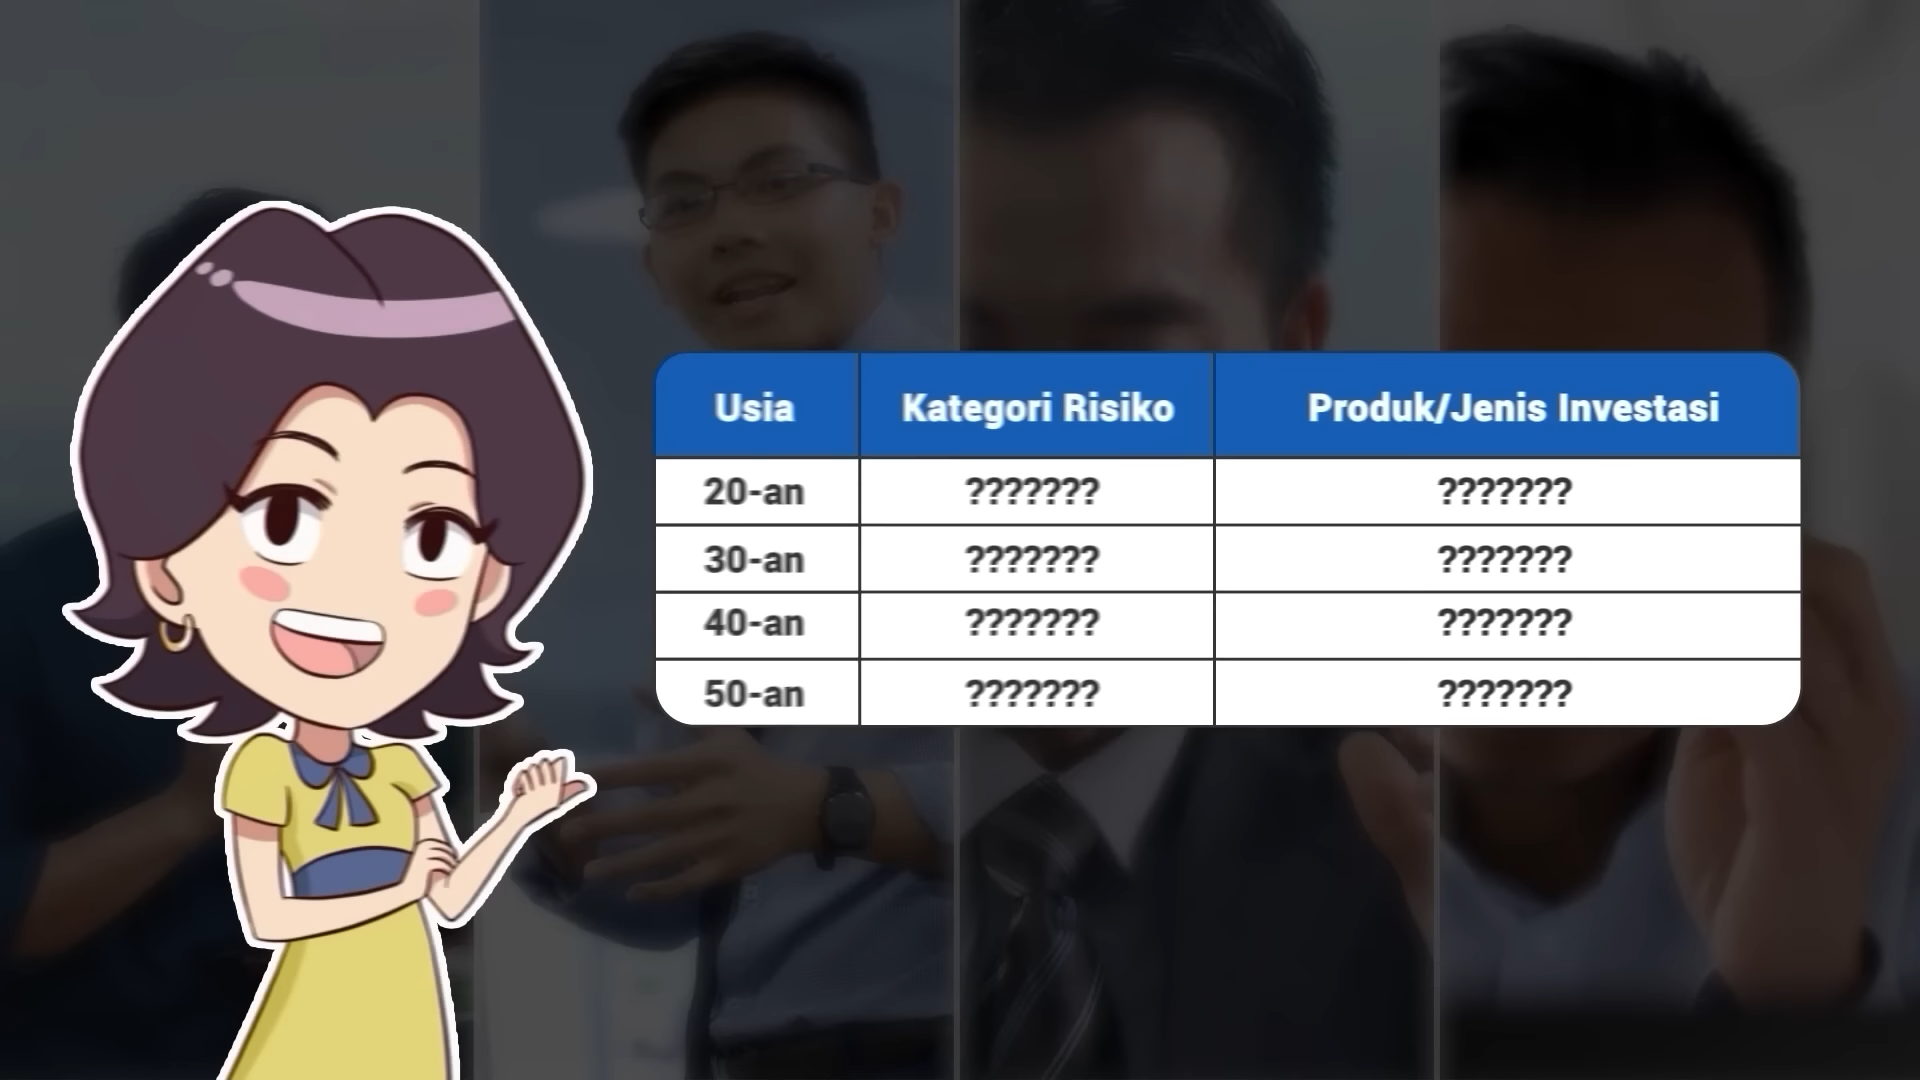 Usia Kategori Risiko Produk/Jenis Investasi
20-an ??????? ???????
30-an ??????? ???????
40-an ??????? ???????
50-an ??????? ???????